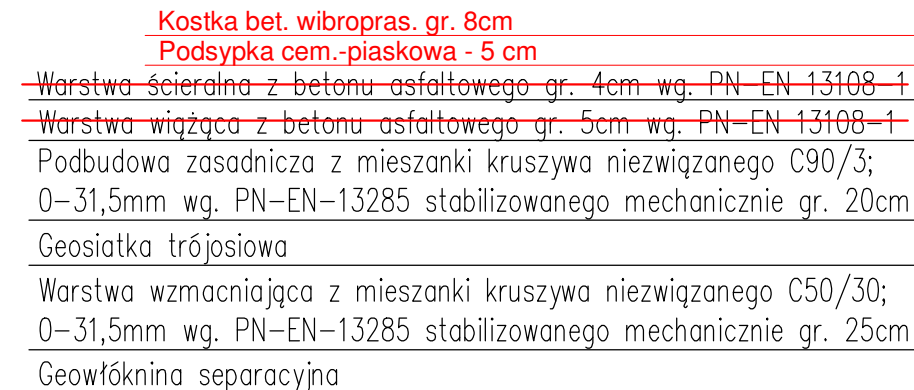 Kostka bet. wibropras. gr. 8cm
Podsypka cem.-piaskowa - 5 cm
Warstwa ścieralna z betonu asfaltowego gr. 4cm wg. PN-EN 13108-1
Warstwa wiążąca z betonu asfaltowego gr. 5cm wg. PN-EN 13108-1
Podbudowa zasadnicza z mieszanki kruszywa niezwiązanego C90/3;
0-31,5mm wg. PN-EN-13285 stabilizowanego mechanicznie gr. 20cm
Geosiatka trójosiowa
Warstwa wzmacniająca z mieszanki kruszywa niezwiązanego C50/30;
0-31,5mm wg. PN-EN-13285 stabilizowanego mechanicznie gr. 25cm
Geowłóknina separacyjna